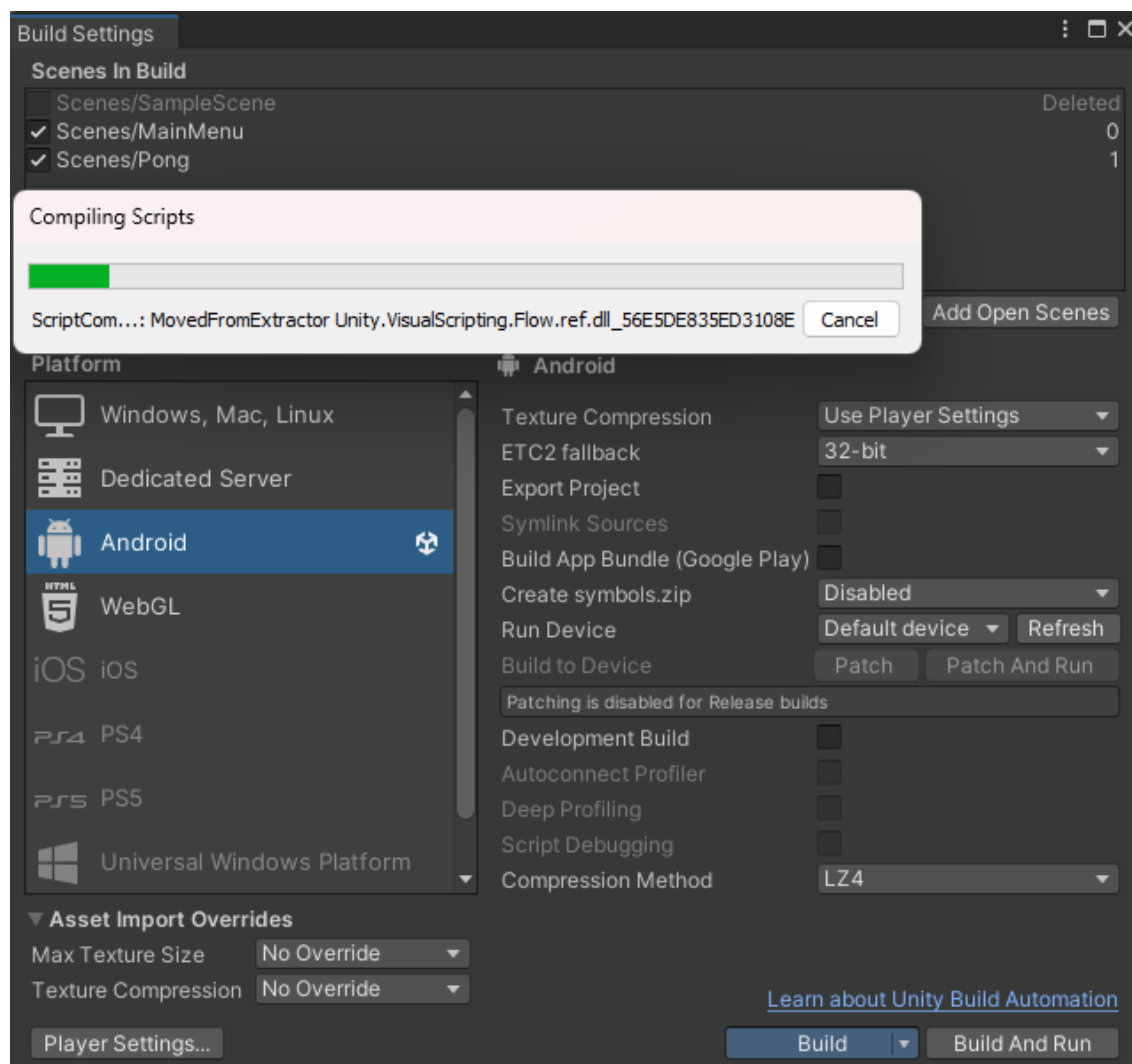 Build Settings
Scenes In Build
Scenes/SampleScene Deleted
Scenes/MainMenu 0
Scenes/Pong 1
Compiling Scripts
ScriptCom...: MovedFromExtractor Unity.VisualScripting.Flow.ref.dll_56E5DE835ED3108E Cancel
Add Open Scenes
Platform
Windows, Mac, Linux
Dedicated Server
Android
HTML
5 WebGL
iOS iOS
PS4 PS4
PS5 PS5
Universal Windows Platform
Android
Texture Compression Use Player Settings
ETC2 fallback 32-bit
Export Project
Symlink Sources
Build App Bundle (Google Play)
Create symbols.zip Disabled
Run Device Default device Refresh
Build to Device Patch Patch And Run
Patching is disabled for Release builds
Development Build
Autoconnect Profiler
Deep Profiling
Script Debugging
Compression Method LZ4
Asset Import Overrides
Max Texture Size No Override
Texture Compression No Override
Learn about Unity Build Automation
Player Settings... Build Build And Run